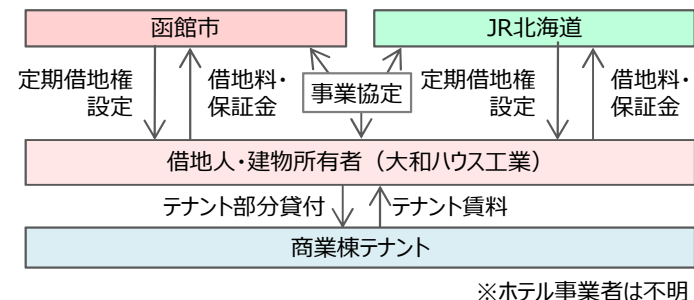 函館市
JR北海道
定期借地権
設定
借地料・
保証金
事業協定
定期借地権
設定
借地料・
保証金
借地人・建物所有者（大和ハウス工業）
テナント部分貸付
テナント賃料
商業棟テナント
※ホテル事業者は不明